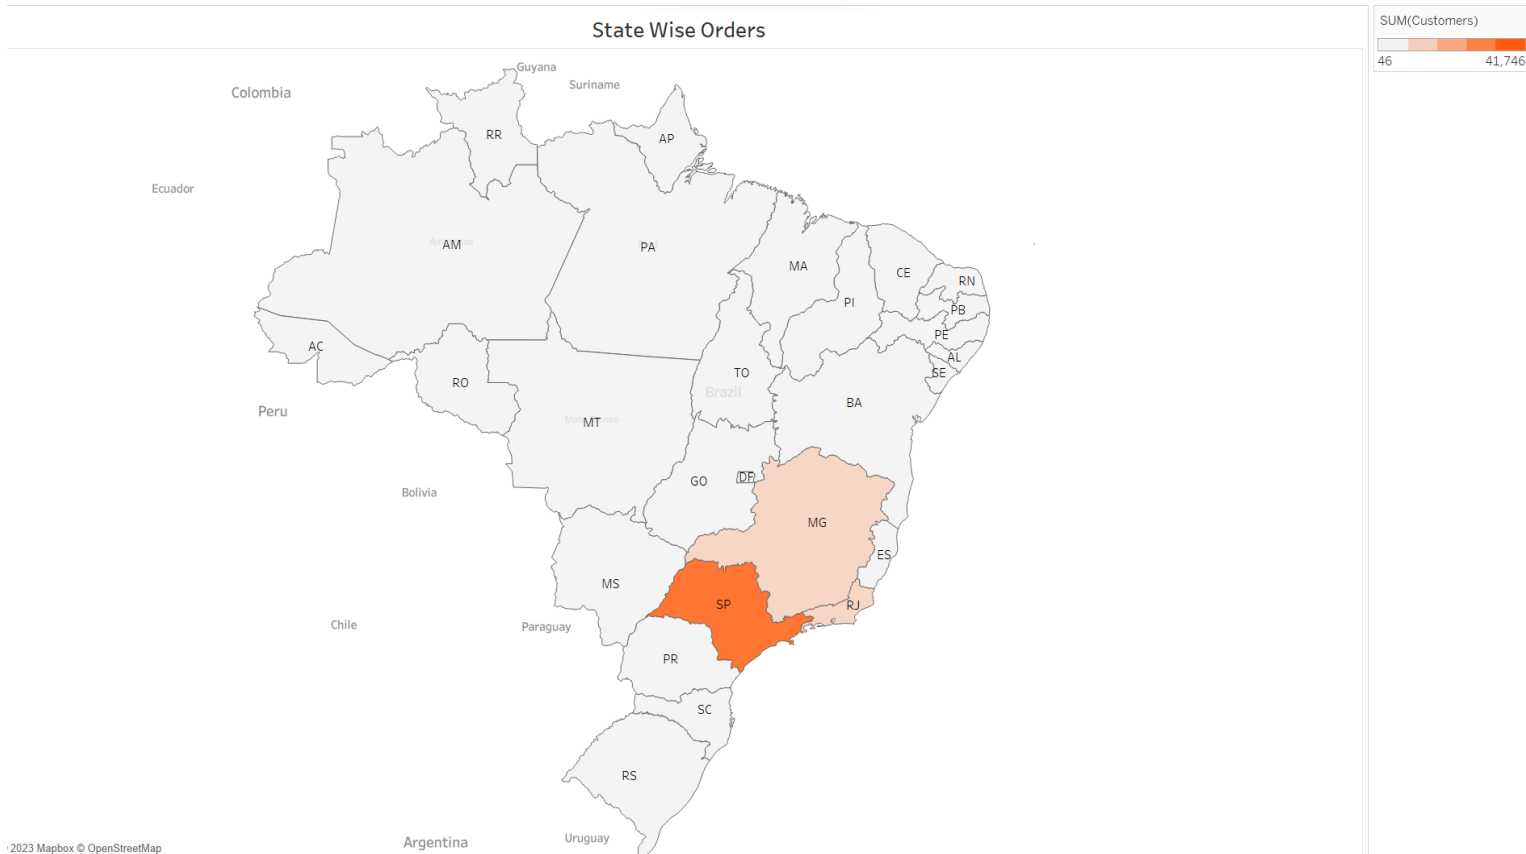 State Wise Orders
SUM(Customers)
46 41,746
Guyana
Suriname
Colombia
RR
AP
Ecuador
AM
PA
MA
CE
RN
PI
PB
PE
AC
AL
TO
SE
RO
Brazil
BA
Peru
MT
GO
DF
Bolivia
MG
ES
MS
SP
RJ
Chile
Paraguay
PR
SC
RS
Argentina
Uruguay
2023 Mapbox © OpenStreetMap